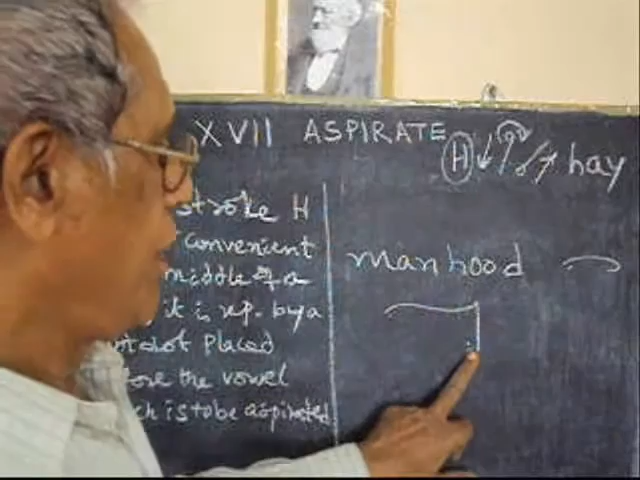 XVII ASPIRATE
H hay
stroke H
convenient
middle of a
it is rep. by a
dot placed
the vowel
is to be aspirated
manhood